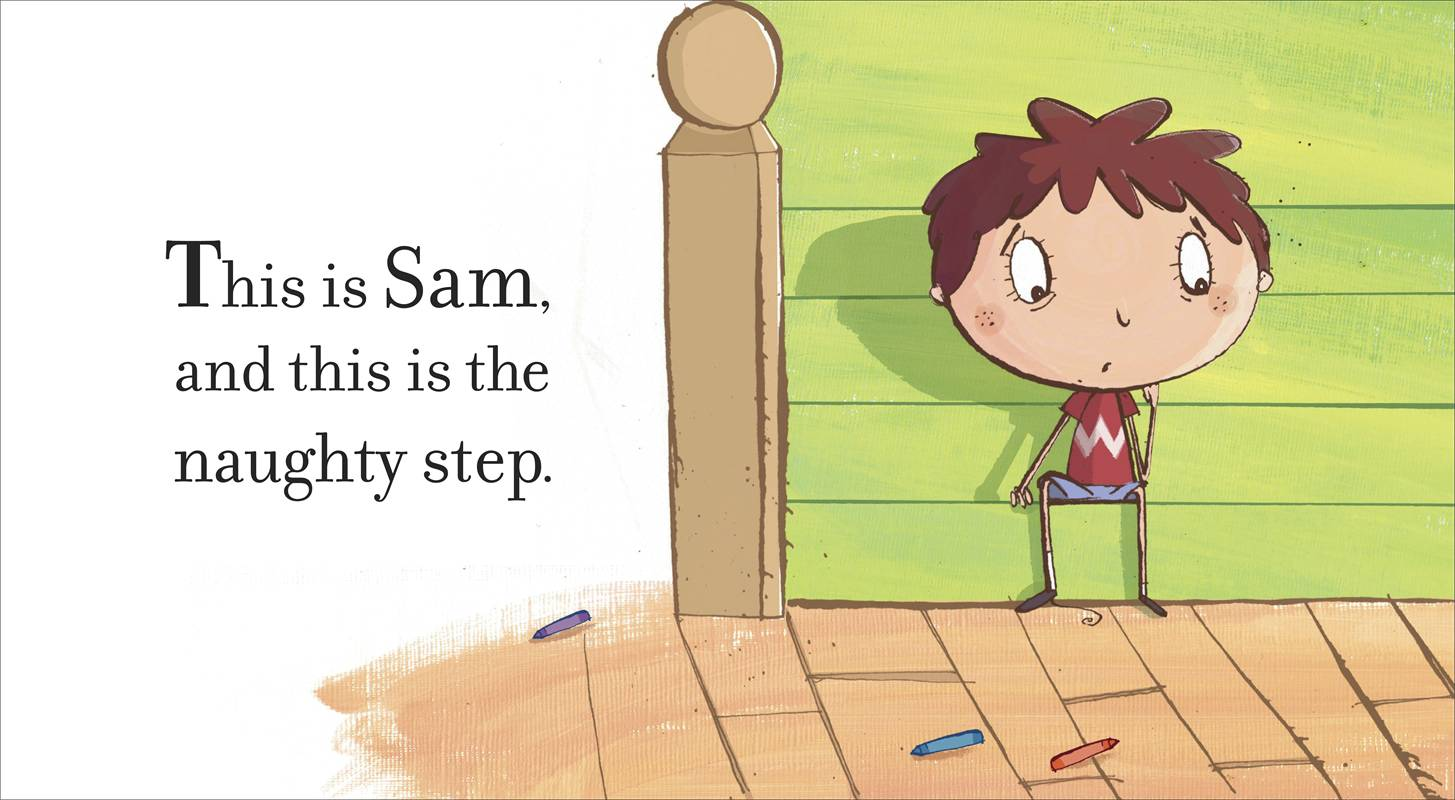 This is Sam,
and this is the
naughty step.